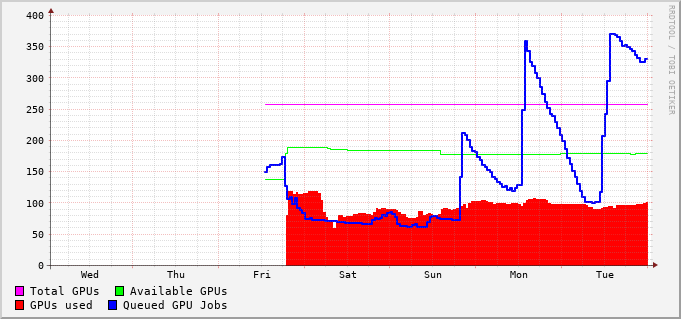 400
350
300
250
200
150
100
50
0
Wed Thu Fri Sat Sun Mon Tue
Total GPUs Available GPUs
GPUs used Queued GPU Jobs
RRDTOOL / TOBI OETIKER